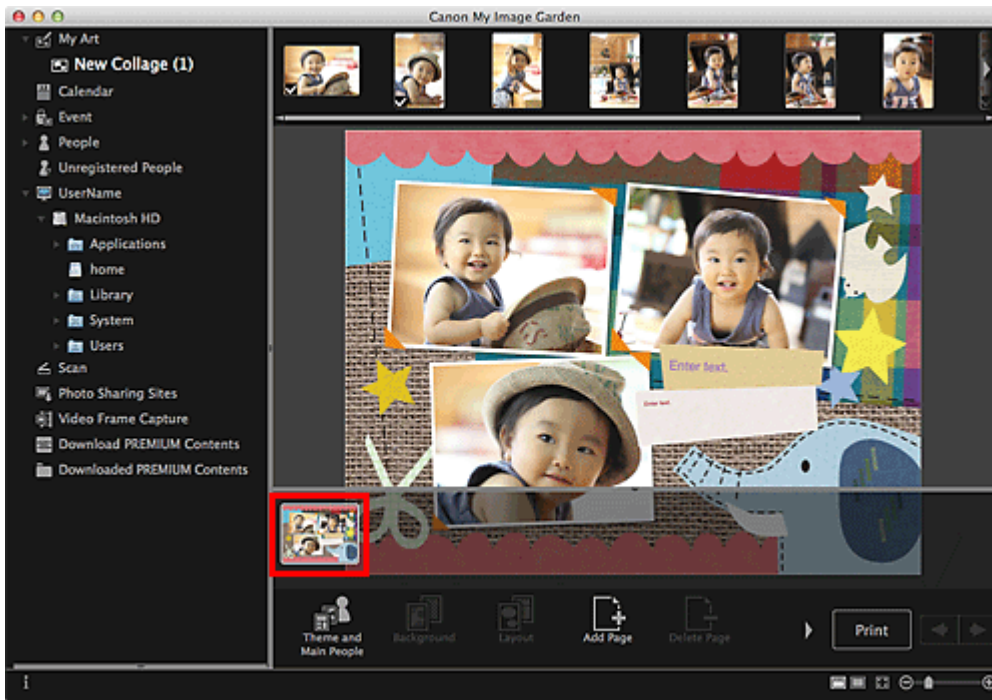 Canon My Image Garden
My Art
New Collage (1)
Calendar
Event
People
Unregistered People
UserName
Macintosh HD
Applications
home
Library
System
Users
Scan
Photo Sharing Sites
Video Frame Capture
Download PREMIUM Contents
Downloaded PREMIUM Contents
Enter text.
Enter text.
Theme and
Main People
Background
Layout
Add Page
Delete Page
Print